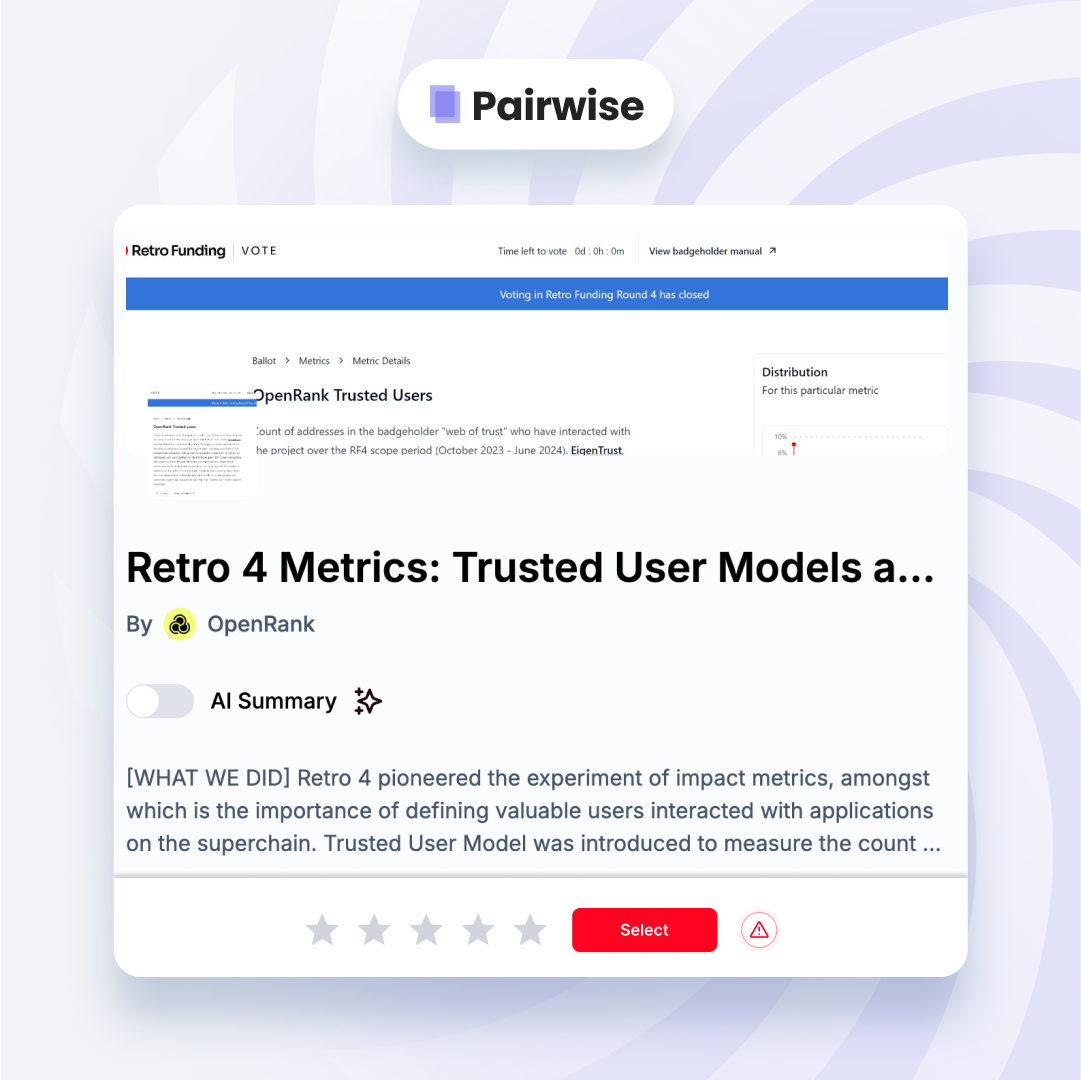 Pairwise
Retro Funding VOTE
Time left to vote 0d : 0h : 0m
View badgeholder manual
Voting in Retro Funding Round 4 has closed
Ballot > Metrics > Metric Details
OpenRank Trusted Users
Count of addresses in the badgeholder "web of trust" who have interacted with
the project over the RF4 scope period (October 2023 - June 2024). EigenTrust,
Distribution
For this particular metric
10%
8%
OpenRank Trusted Users
Retro 4 Metrics: Trusted User Models a...
By OpenRank
AI Summary
[WHAT WE DID] Retro 4 pioneered the experiment of impact metrics, amongst
which is the importance of defining valuable users interacted with applications
on the superchain. Trusted User Model was introduced to measure the count ...
Select